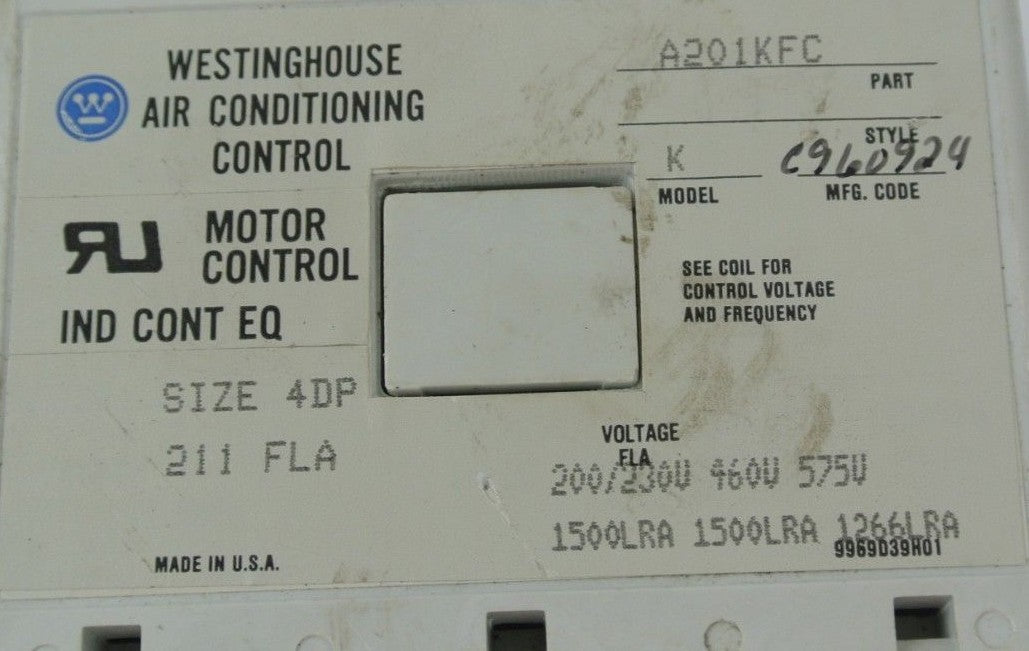 WESTINGHOUSE
AIR CONDITIONING
CONTROL
A201KFC
PART
STYLE
K C960924
MODEL MFG. CODE
MOTOR
CONTROL
IND CONT EQ
SEE COIL FOR
CONTROL VOLTAGE
AND FREQUENCY
SIZE 4DP
211 FLA
VOLTAGE
FLA
200/230V 460V 575V
1500LRA 1500LRA 1266LRA
9969D39H01
MADE IN U.S.A.